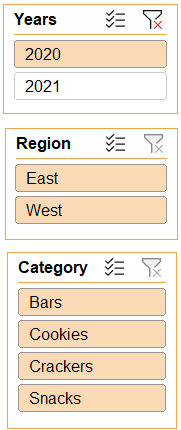 Years
2020
2021
Region
East
West
Category
Bars
Cookies
Crackers
Snacks